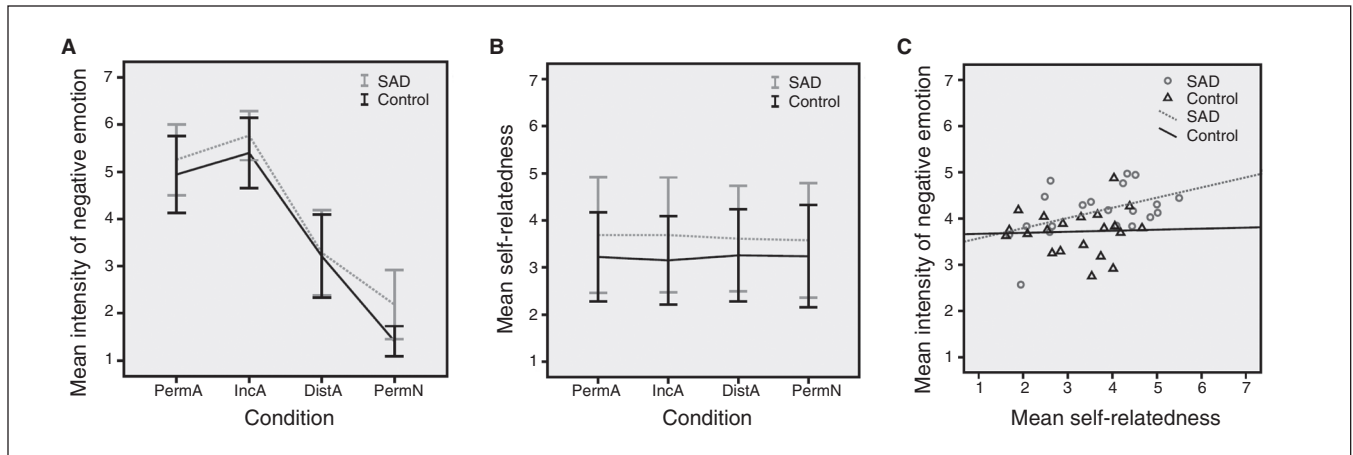 A
Mean intensity of negative emotion
7
6
5
4
3
2
1
SAD
Control
PermA IncA DistA PermN
Condition
B
Mean self-relatedness
7
6
5
4
3
2
1
SAD
Control
PermA IncA DistA PermN
Condition
C
Mean intensity of negative emotion
7
6
5
4
3
2
1
SAD
Control
SAD
Control
1 2 3 4 5 6 7
Mean self-relatedness